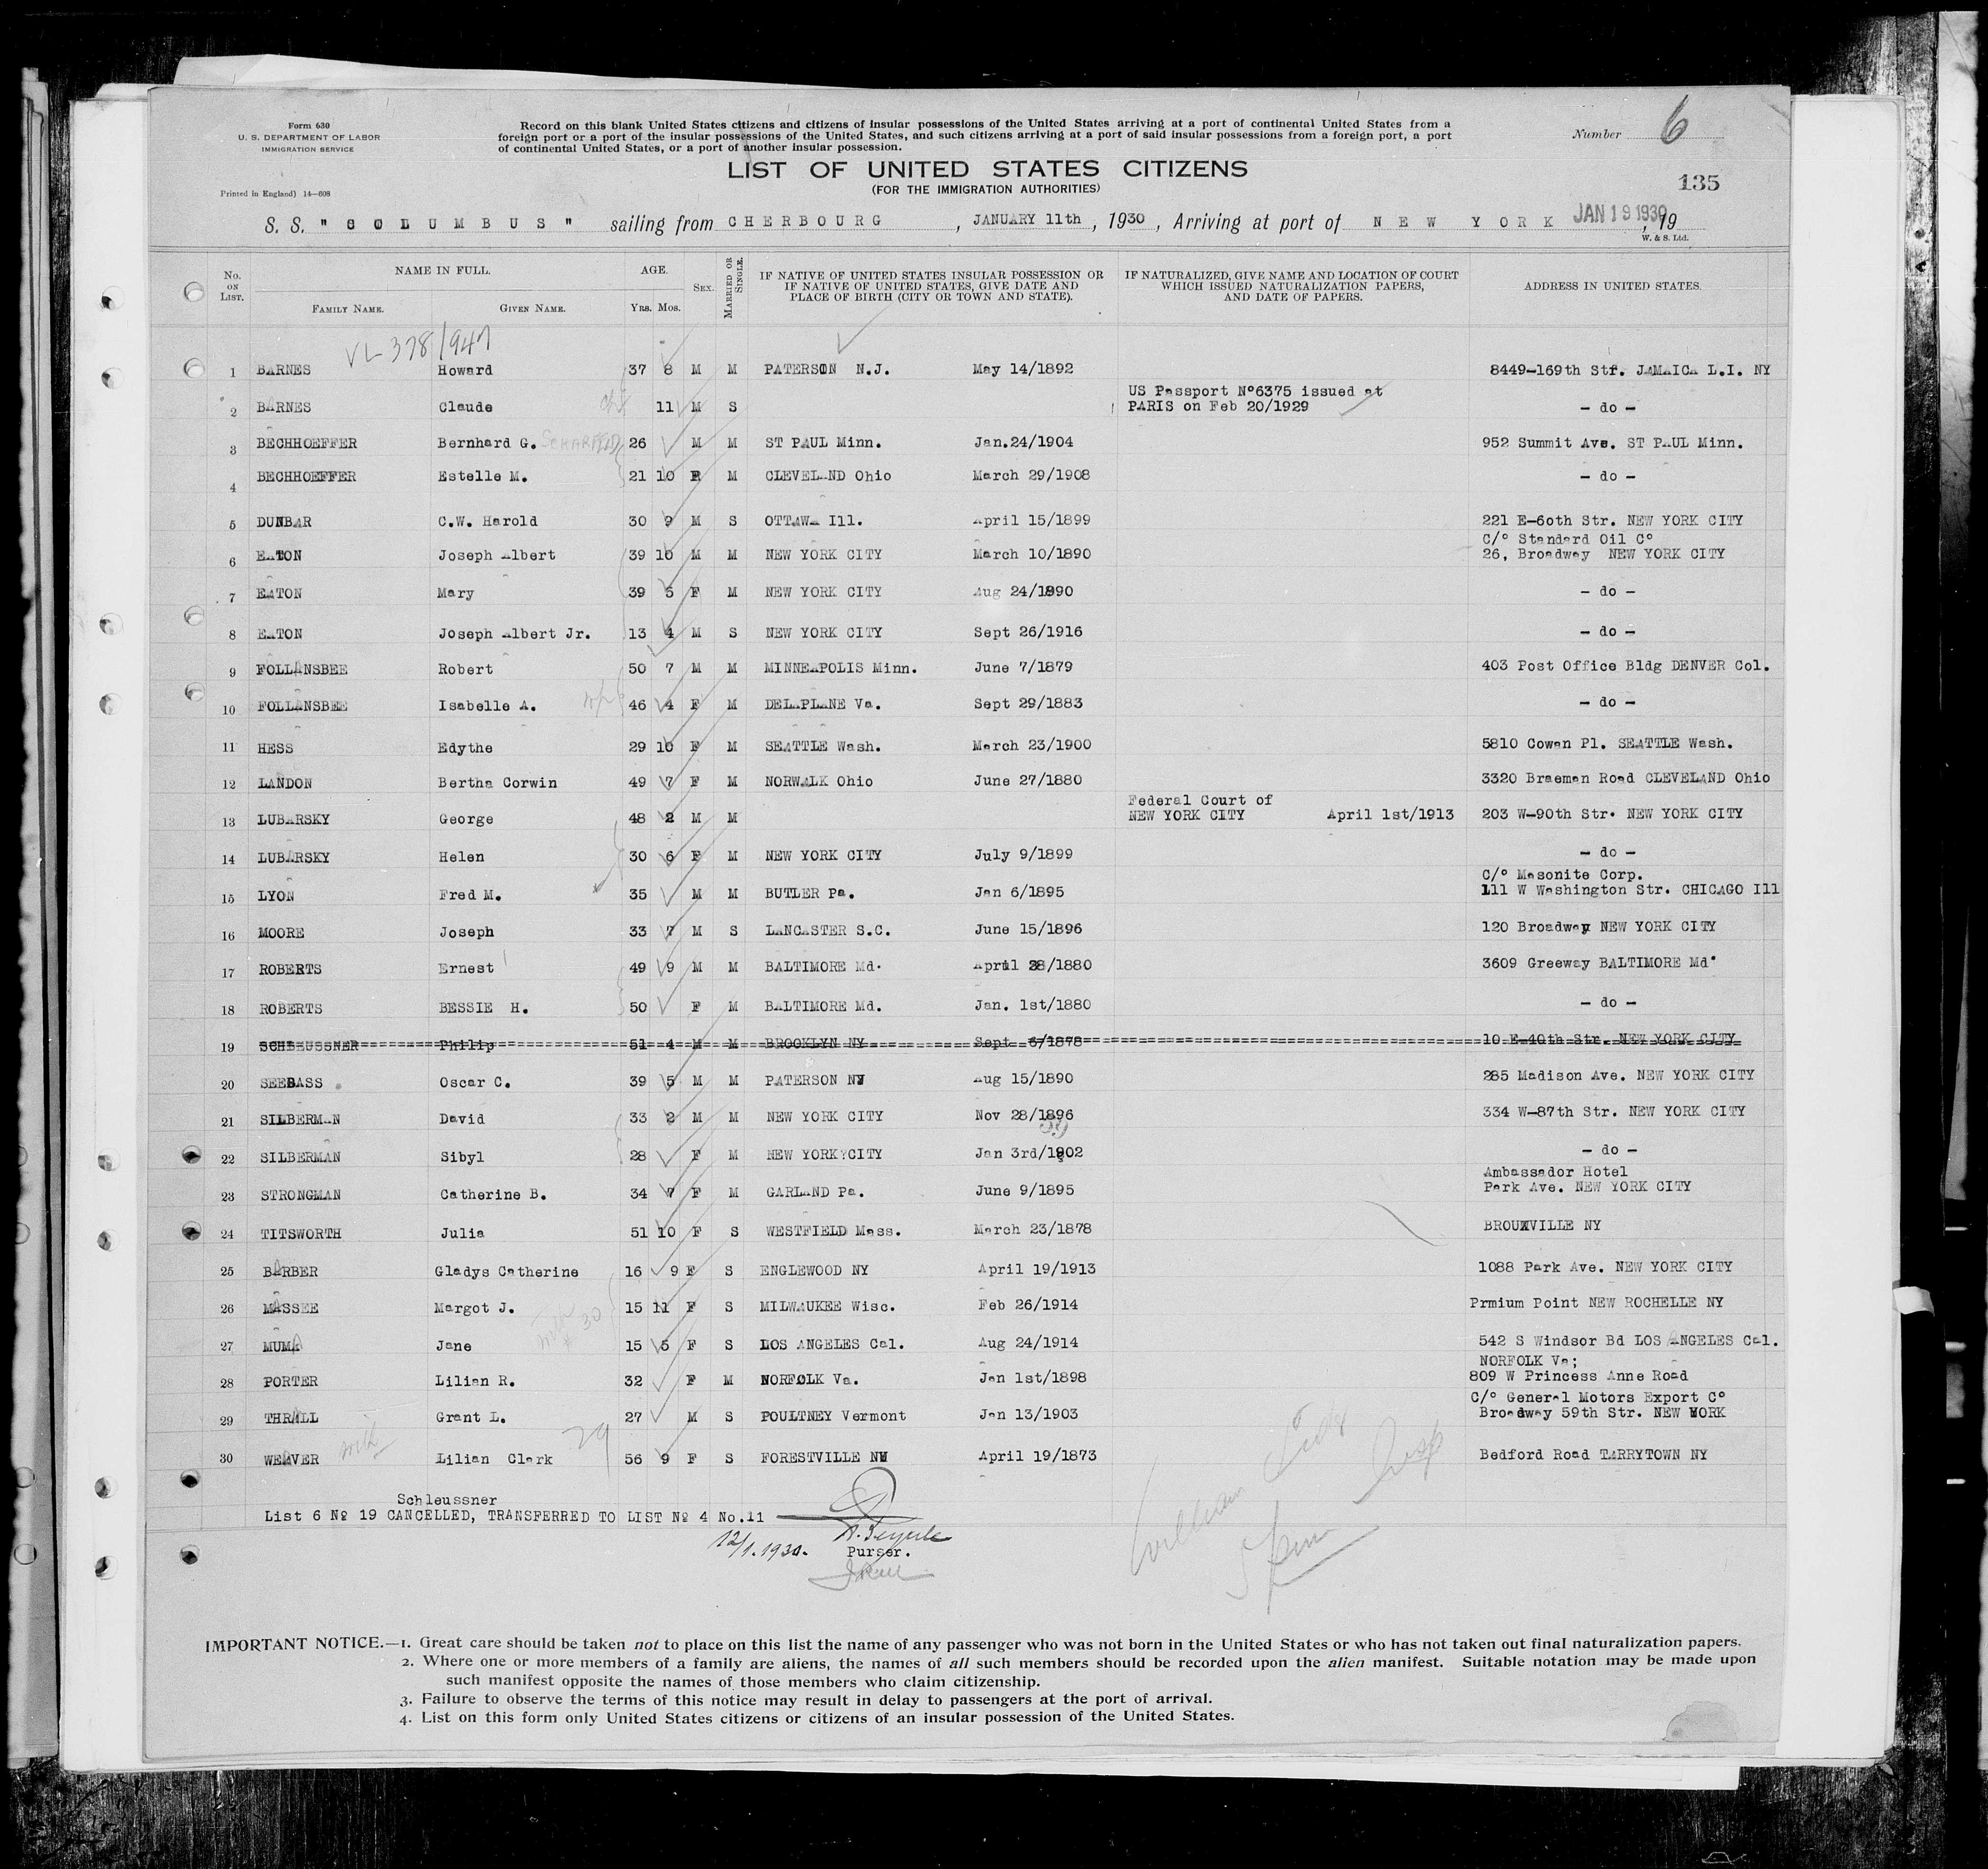 Form 630
U. S. DEPARTMENT OF LABOR
IMMIGRATION SERVICE
Printed in England) 14—608
Record on this blank United States citizens and citizens of insular possessions of the United States arriving at a port of continental United States from a
foreign port or a port of the insular possessions of the United States, and such citizens arriving at a port of said insular possessions from a foreign port, a port
of continental United States, or a port of another insular possession.
Number 6
LIST OF UNITED STATES CITIZENS
(FOR THE IMMIGRATION AUTHORITIES)
135
S. S. "COLUMBUS" sailing from CHERBOURG, JANUARY 11th, 1930, Arriving at port of NEW YORK JAN 19 1930, 19
W. & S. Ltd.
No. ON LIST. NAME IN FULL. FAMILY NAME. GIVEN NAME. AGE. YRS. MOS. SEX. MARRIED OR SINGLE. IF NATIVE OF UNITED STATES INSULAR POSSESSION OR IF NATIVE OF UNITED STATES, GIVE DATE AND PLACE OF BIRTH (CITY OR TOWN AND STATE). IF NATURALIZED, GIVE NAME AND LOCATION OF COURT WHICH ISSUED NATURALIZATION PAPERS, AND DATE OF PAPERS. ADDRESS IN UNITED STATES.
VL 378/947
1 BARNES Howard 37 8 M M PATERSON N.J. May 14/1892 8449-169th Str. JAMAICA L.I. NY
2 BARNES Claude 11 M S US Passport Nº6375 issued at PARIS on Feb 20/1929 - do -
3 BECHHOEFFER Bernhard G. 26 M M ST PAUL Minn. Jan.24/1904 952 Summit Ave. ST PAUL Minn.
4 BECHHOEFFER Estelle M. 21 10 F M CLEVELAND Ohio March 29/1908 - do -
5 DUNBAR C.W. Harold 30 9 M S OTTAWA Ill. April 15/1899 221 E-60th Str. NEW YORK CITY
6 EATON Joseph Albert 39 10 M M NEW YORK CITY March 10/1890 C/o Standard Oil Co 26, Broadway NEW YORK CITY
7 EATON Mary 39 5 F M NEW YORK CITY Aug 24/1890 - do -
8 EATON Joseph Albert Jr. 13 4 M S NEW YORK CITY Sept 26/1916 - do -
9 FOLLANSBEE Robert 50 7 M M MINNEAPOLIS Minn. June 7/1879 403 Post Office Bldg DENVER Col.
10 FOLLANSBEE Isabelle A. 46 4 F M DELAPLANE Va. Sept 29/1883 - do -
11 HESS Edythe 29 10 F M SEATTLE Wash. March 23/1900 5810 Cowan Pl. SEATTLE Wash.
12 LANDON Bertha Corwin 49 7 F M NORWALK Ohio June 27/1880 3320 Braeman Road CLEVELAND Ohio
13 LUBARSKY George 48 2 M M Federal Court of NEW YORK CITY April 1st/1913 203 W-90th Str. NEW YORK CITY
14 LUBARSKY Helen 30 6 F M NEW YORK CITY July 9/1899 - do -
15 LYON Fred M. 35 M M BUTLER Pa. Jan 6/1895 C/o Masonite Corp. 111 W Washington Str. CHICAGO Ill
16 MOORE Joseph 33 7 M S LANCASTER S.C. June 15/1896 120 Broadway NEW YORK CITY
17 ROBERTS Ernest 49 9 M M BALTIMORE Md. April 28/1880 3609 Greeway BALTIMORE Md.
18 ROBERTS BESSIE H. 50 F M BALTIMORE Md. Jan. 1st/1880 - do -
19 SCHLEUSSNER Philip 51 4 M M BROOKLYN NY Sept 6/1878 10 E-40th Str. NEW YORK CITY
20 SEEBASS Oscar C. 39 5 M M PATERSON NJ Aug 15/1890 285 Madison Ave. NEW YORK CITY
21 SILBERMAN David 33 2 M M NEW YORK CITY Nov 28/1896 334 W-87th Str. NEW YORK CITY
22 SILBERMAN Sibyl 28 F M NEW YORK CITY Jan 3rd/1902 - do -
23 STRONGMAN Catherine B. 34 7 F M GARLAND Pa. June 9/1895 Ambassador Hotel Park Ave. NEW YORK CITY
24 TITSWORTH Julia 51 10 F S WESTFIELD Mass. March 23/1878 BROUXVILLE NY
25 BARBER Gladys Catherine 16 9 F S ENGLEWOOD NY April 19/1913 1088 Park Ave. NEW YORK CITY
26 MASSEE Margot J. 15 11 F S MILWAUKEE Wisc. Feb 26/1914 Prmium Point NEW ROCHELLE NY
27 MUMA Jane 15 5 F S LOS ANGELES Cal. Aug 24/1914 542 S Windsor Bd LOS ANGELES Cal.
28 PORTER Lilian R. 32 F M NORFOLK Va. Jan 1st/1898 NORFOLK Va; 809 W Princess Anne Road
29 THRALL Grant L. 27 M S POULTNEY Vermont Jan 13/1903 C/o General Motors Export Co Broadway 59th Str. NEW YORK
30 WEAVER Lilian Clark 56 9 F S FORESTVILLE NY April 19/1873 Bedford Road TARRYTOWN NY
29
Schleussner
List 6 Nº 19 CANCELLED, TRANSFERRED TO LIST Nº 4 No.11
12/1.1930.
Purser.
William
IMPORTANT NOTICE.—1. Great care should be taken not to place on this list the name of any passenger who was not born in the United States or who has not taken out final naturalization papers.
2. Where one or more members of a family are aliens, the names of all such members should be recorded upon the alien manifest. Suitable notation may be made upon
such manifest opposite the names of those members who claim citizenship.
3. Failure to observe the terms of this notice may result in delay to passengers at the port of arrival.
4. List on this form only United States citizens or citizens of an insular possession of the United States.